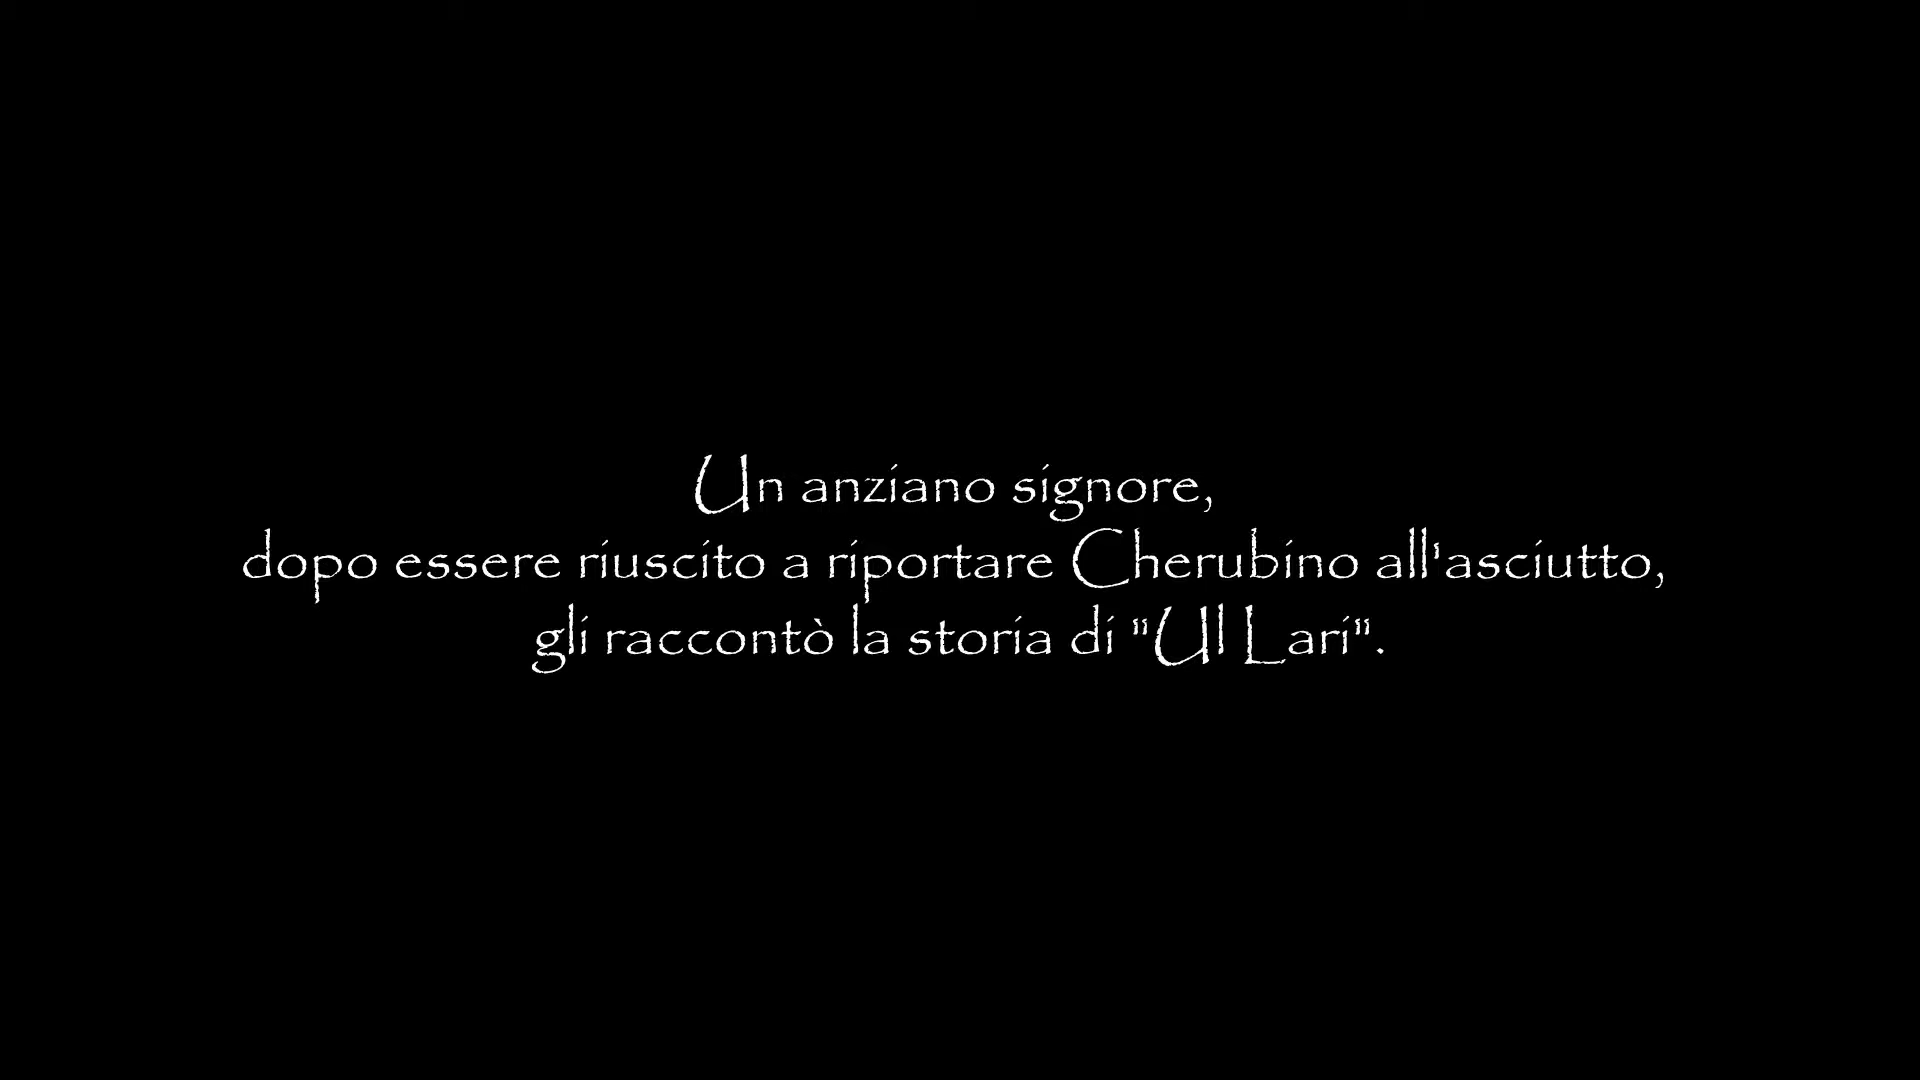 Un anziano signore,
dopo essere riuscito a riportare Cherubino all'asciutto,
gli raccontò la storia di "Ul Lari".